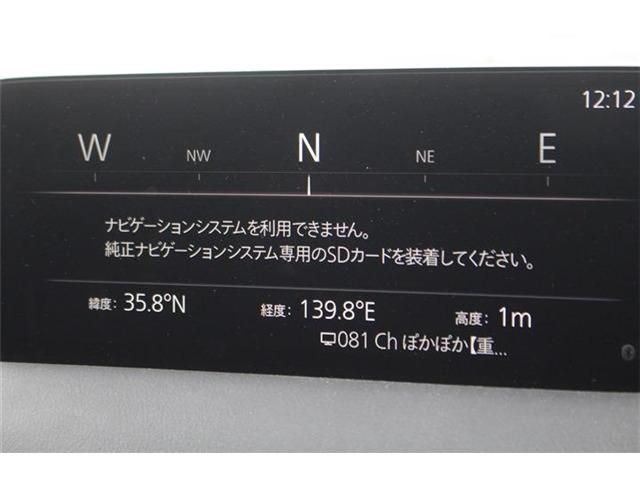 12:12
W NW N NE E
ナビゲーションシステムを利用できません。
純正ナビゲーションシステム専用のSDカードを装着してください。
緯度: 35.8°N 経度: 139.8°E 高度: 1m
081 Ch ぽかぽか【重...